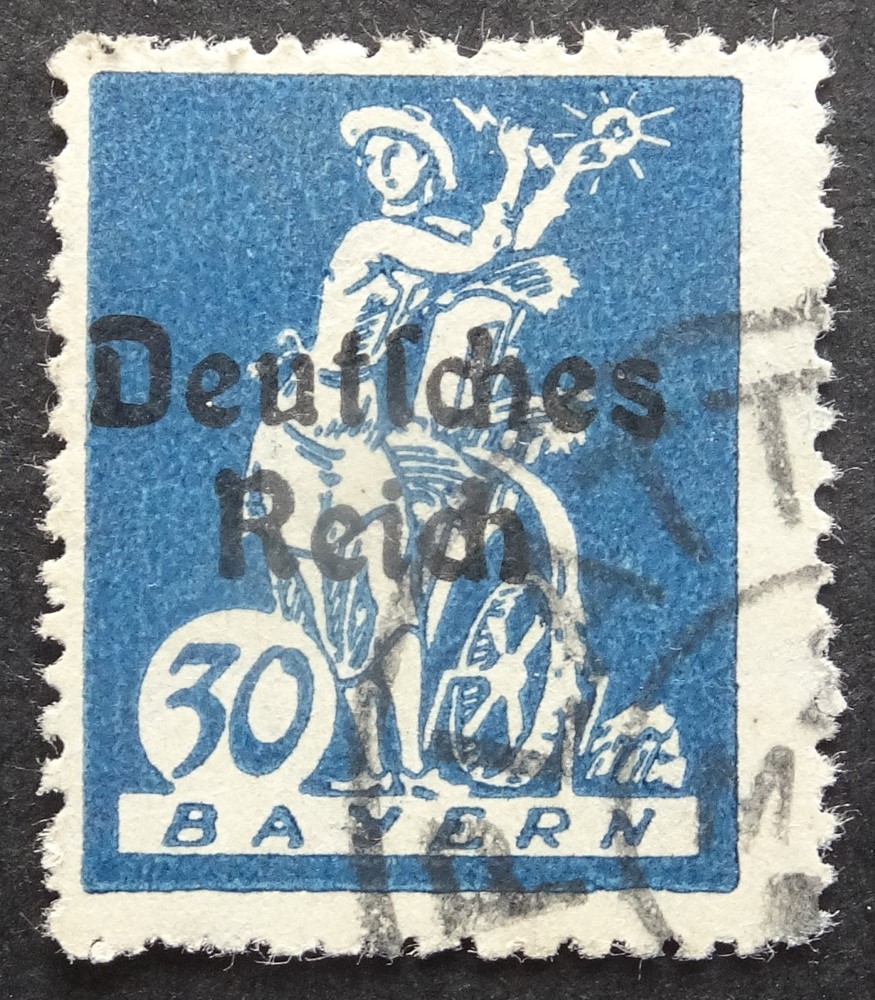 Deutſches
Reich
30
BAYERN